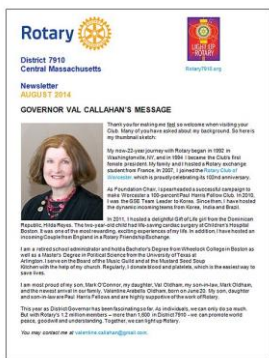 Rotary
LIGHT UP
ROTARY
District 7910
Central Massachusetts
Rotary7910.org
Newsletter
AUGUST 2014
GOVERNOR VAL CALLAHAN'S MESSAGE
Thank you for making me feel so welcome when visiting your
Club. Many of you have asked about my background. So here is
my thumbnail sketch:
My now-22-year journey with Rotary began in 1992 in
Washingtonville, NY, and in 1994 I became the Club's first
female president. My family and I hosted a Rotary exchange
student from France. In 2007, I joined the Rotary Club of
Worcester, which is proudly celebrating its 102nd anniversary.
As Foundation Chair, I spearheaded a successful campaign to
make Worcester a 100-percent Paul Harris Fellow Club. In 2010,
I was the GSE Team Leader to Korea. Since then, I have hosted
the dynamic incoming teams from Korea, India and Brazil.
In 2011, I hosted a delightful Gift of Life girl from the Dominican
Republic, Hilda Reyes. The two-year-old child had life-saving cardiac surgery at Children's Hospital
Boston. It was one of the most rewarding, exciting experiences of my life. In addition, I have hosted an
incoming Couple from England in a Rotary Friendship Exchange.
I am a retired school administrator and hold a Bachelor's Degree from Wheelock College in Boston as
well as a Master's Degree in Political Science from the University of Texas at
Arlington. I serve on the Board of the Music Guild and at the Mustard Seed Soup
Kitchen with the help of my church. Regularly, I donate blood and platelets, which is the easiest way to
save lives.
I am most proud of my son, Mark O'Connor, my daughter, Val Oldham, my son-in-law, Mark Oldham,
and the newest arrival in our family, Valentine Anabella Oldham, born on June 23. My son, daughter
and son-in-law are Paul Harris Fellows and are highly supportive of the work of Rotary.
This year as District Governor has been fascinating so far. As individuals, we can only do so much.
But with Rotary's 1.2 million members – more than 1,600 in District 7910 – we can promote world
peace, goodwill and understanding. Together, we can light up Rotary.
You may contact me at valentine.callahan@gmail.com.